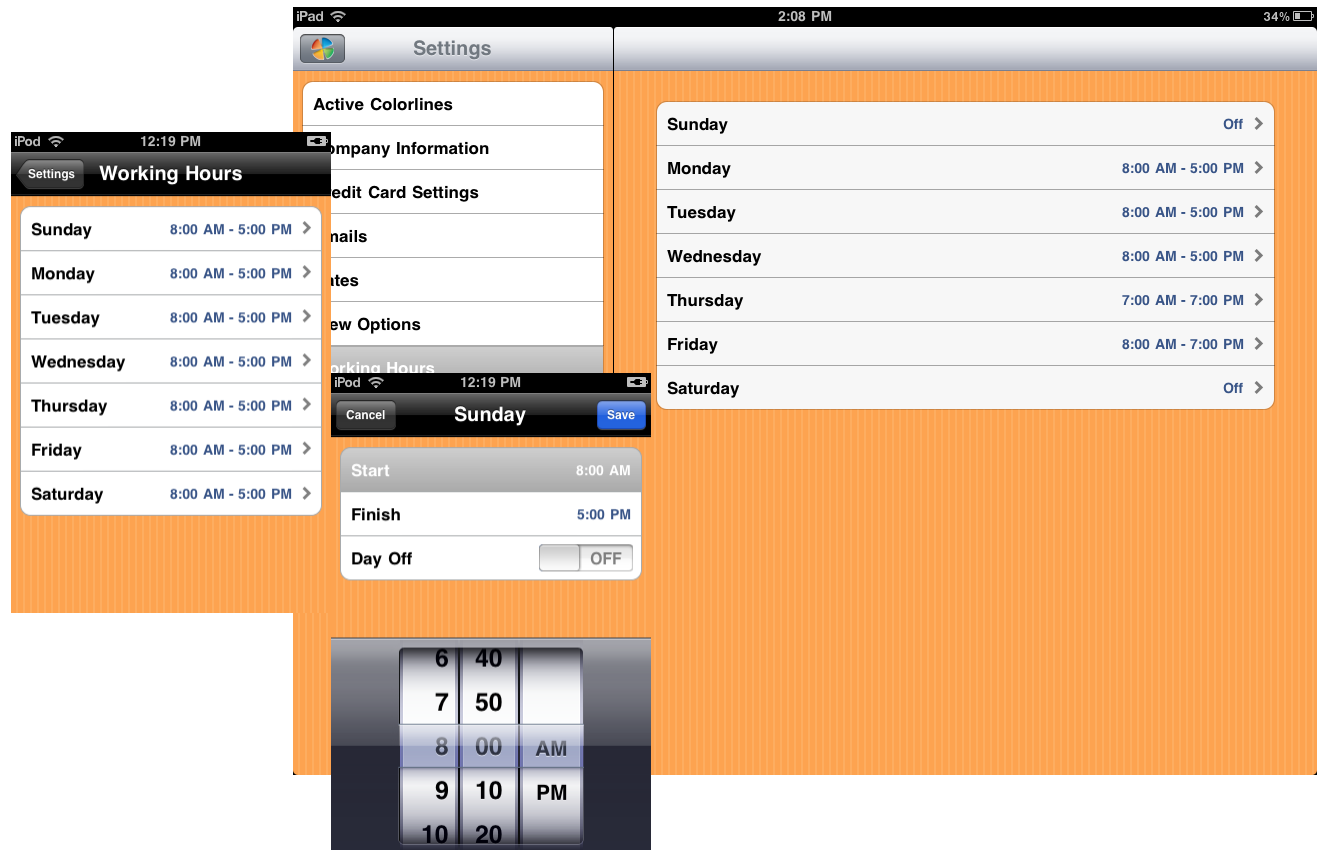 iPad 2:08 PM 34%
Settings
Active Colorlines
ompany Information
edit Card Settings
mails
ates
ew Options
orking Hours
Sunday Off
Monday 8:00 AM - 5:00 PM
Tuesday 8:00 AM - 5:00 PM
Wednesday 8:00 AM - 5:00 PM
Thursday 7:00 AM - 7:00 PM
Friday 8:00 AM - 7:00 PM
Saturday Off
iPod 12:19 PM
Settings Working Hours
Sunday 8:00 AM - 5:00 PM
Monday 8:00 AM - 5:00 PM
Tuesday 8:00 AM - 5:00 PM
Wednesday 8:00 AM - 5:00 PM
Thursday 8:00 AM - 5:00 PM
Friday 8:00 AM - 5:00 PM
Saturday 8:00 AM - 5:00 PM
iPod 12:19 PM
Cancel Sunday Save
Start 8:00 AM
Finish 5:00 PM
Day Off OFF
6 40
7 50
8 00 AM
9 10 PM
10 20